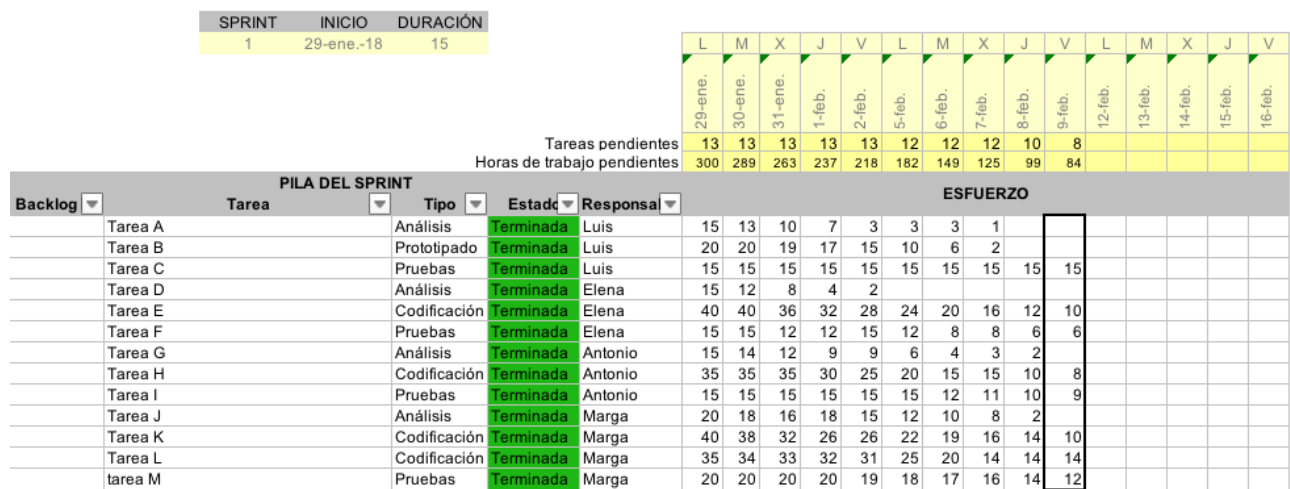 SPRINT INICIO DURACIÓN
1 29-ene.-18 15
L M X J V L M X J V L M X J V
29-ene. 30-ene. 31-ene. 1-feb. 2-feb. 5-feb. 6-feb. 7-feb. 8-feb. 9-feb. 12-feb. 13-feb. 14-feb. 15-feb. 16-feb.
Tareas pendientes 13 13 13 13 13 12 12 12 10 8
Horas de trabajo pendientes 300 289 263 237 218 182 149 125 99 84
PILA DEL SPRINT ESFUERZO
Backlog Tarea Tipo Estado Responsal
Tarea A Análisis Terminada Luis 15 13 10 7 3 3 3 1
Tarea B Prototipado Terminada Luis 20 20 19 17 15 10 6 2
Tarea C Pruebas Terminada Luis 15 15 15 15 15 15 15 15 15 15
Tarea D Análisis Terminada Elena 15 12 8 4 2
Tarea E Codificación Terminada Elena 40 40 36 32 28 24 20 16 12 10
Tarea F Pruebas Terminada Elena 15 15 12 12 15 12 8 8 6 6
Tarea G Análisis Terminada Antonio 15 14 12 9 9 6 4 3 2
Tarea H Codificación Terminada Antonio 35 35 35 30 25 20 15 15 10 8
Tarea I Pruebas Terminada Antonio 15 15 15 15 15 15 12 11 10 9
Tarea J Análisis Terminada Marga 20 18 16 18 15 12 10 8 2
Tarea K Codificación Terminada Marga 40 38 32 26 26 22 19 16 14 10
Tarea L Codificación Terminada Marga 35 34 33 32 31 25 20 14 14 14
tarea M Pruebas Terminada Marga 20 20 20 20 19 18 17 16 14 12